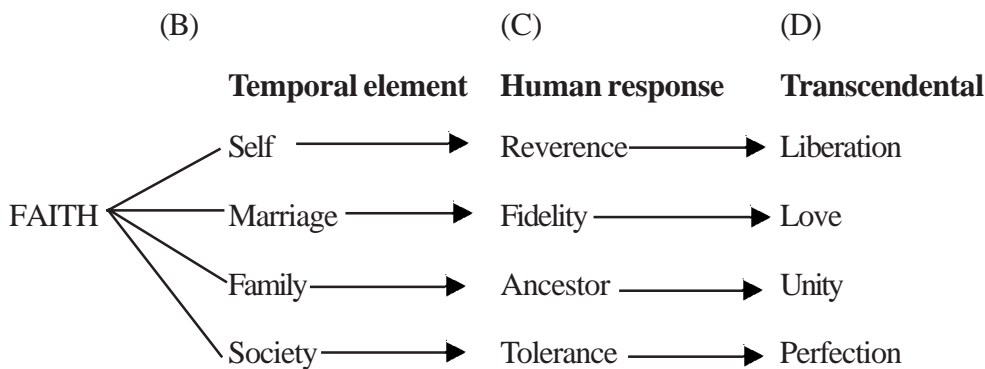 (B) (C) (D)
Temporal element Human response Transcendental
Self Reverence Liberation
FAITH Marriage Fidelity Love
Family Ancestor Unity
Society Tolerance Perfection